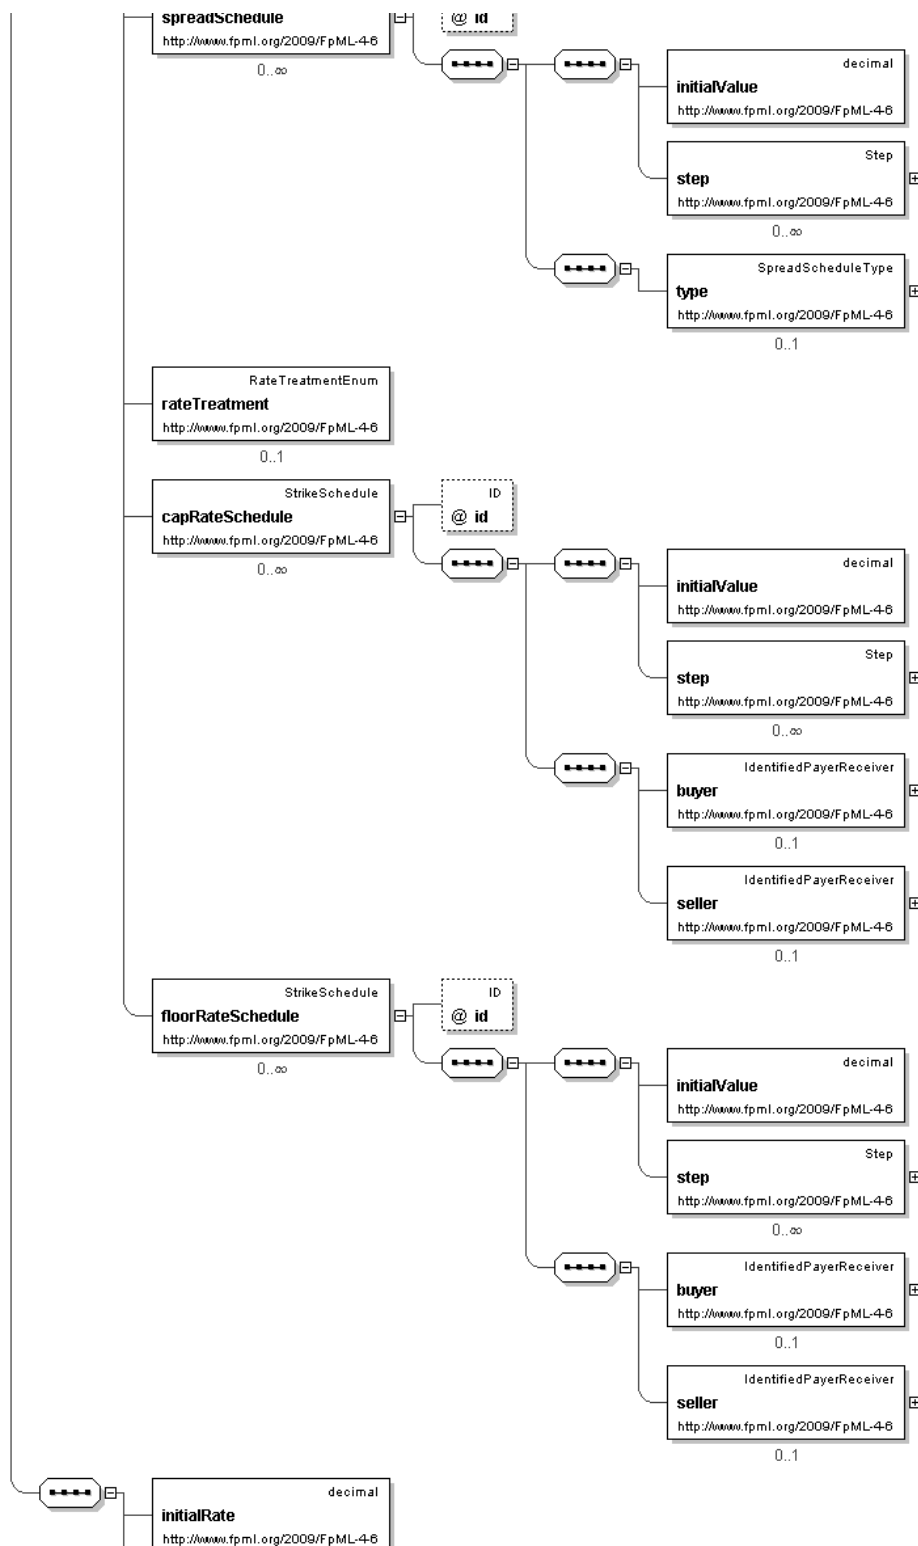 spreadSchedule
http://www.fpml.org/2009/FpML-4-6
0..∞
@ id
decimal
initialValue
http://www.fpml.org/2009/FpML-4-6
Step
step
http://www.fpml.org/2009/FpML-4-6
0..∞
SpreadScheduleType
type
http://www.fpml.org/2009/FpML-4-6
0..1
RateTreatmentEnum
rateTreatment
http://www.fpml.org/2009/FpML-4-6
0..1
StrikeSchedule
capRateSchedule
http://www.fpml.org/2009/FpML-4-6
0..∞
ID
@ id
decimal
initialValue
http://www.fpml.org/2009/FpML-4-6
Step
step
http://www.fpml.org/2009/FpML-4-6
0..∞
IdentifiedPayerReceiver
buyer
http://www.fpml.org/2009/FpML-4-6
0..1
IdentifiedPayerReceiver
seller
http://www.fpml.org/2009/FpML-4-6
0..1
StrikeSchedule
floorRateSchedule
http://www.fpml.org/2009/FpML-4-6
0..∞
ID
@ id
decimal
initialValue
http://www.fpml.org/2009/FpML-4-6
Step
step
http://www.fpml.org/2009/FpML-4-6
0..∞
IdentifiedPayerReceiver
buyer
http://www.fpml.org/2009/FpML-4-6
0..1
IdentifiedPayerReceiver
seller
http://www.fpml.org/2009/FpML-4-6
0..1
decimal
initialRate
http://www.fpml.org/2009/FpML-4-6